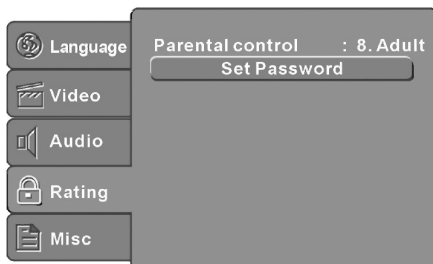 Language
Video
Audio
Rating
Misc
Parental control : 8. Adult
Set Password